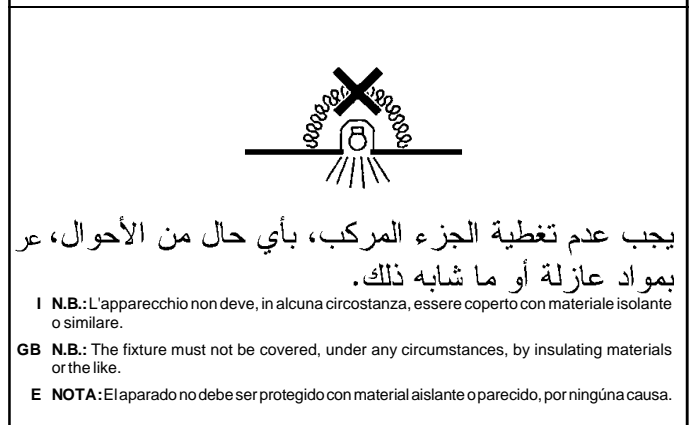 يجب عدم تغطية الجزء المركب، بأي حال من الأحوال، عر
بمواد عازلة أو ما شابه ذلك.
I N.B.: L'apparecchio non deve, in alcuna circostanza, essere coperto con materiale isolante
o similare.
GB N.B.: The fixture must not be covered, under any circumstances, by insulating materials
or the like.
E NOTA: El aparado no debe ser protegido con material aislante o parecido, por ningúna causa.